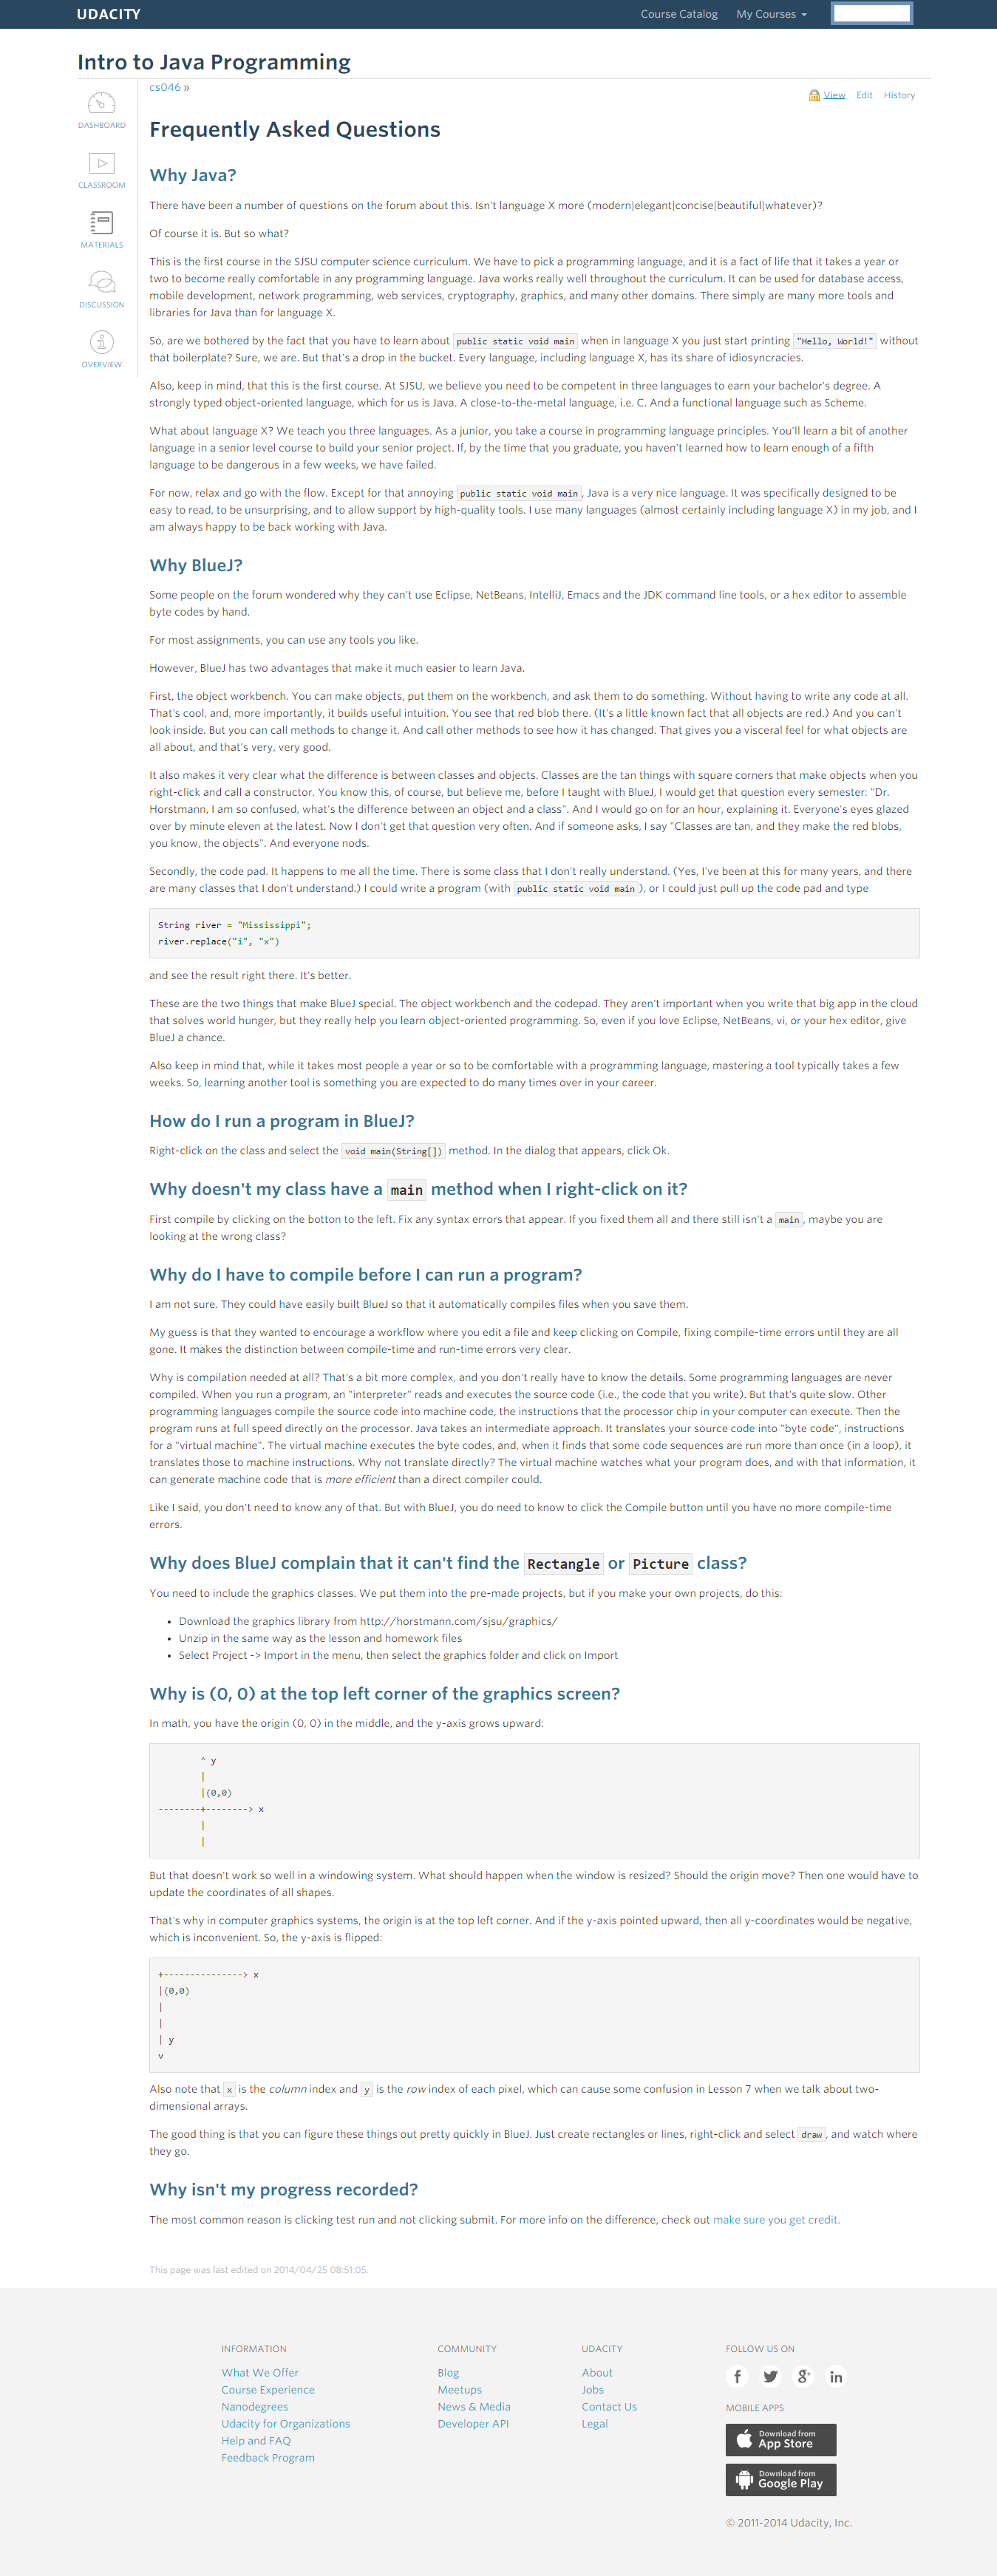 UDACITY
Course Catalog
My Courses
Intro to Java Programming
DASHBOARD
CLASSROOM
MATERIALS
DISCUSSION
OVERVIEW
cs046 »
View Edit History
Frequently Asked Questions
Why Java?
There have been a number of questions on the forum about this. Isn't language X more (modern|elegant|concise|beautiful|whatever)?
Of course it is. But so what?
This is the first course in the SJSU computer science curriculum. We have to pick a programming language, and it is a fact of life that it takes a year or
two to become really comfortable in any programming language. Java works really well throughout the curriculum. It can be used for database access,
mobile development, network programming, web services, cryptography, graphics, and many other domains. There simply are many more tools and
libraries for Java than for language X.
So, are we bothered by the fact that you have to learn about public static void main when in language X you just start printing "Hello, World!" without
that boilerplate? Sure, we are. But that's a drop in the bucket. Every language, including language X, has its share of idiosyncracies.
Also, keep in mind, that this is the first course. At SJSU, we believe you need to be competent in three languages to earn your bachelor's degree. A
strongly typed object-oriented language, which for us is Java. A close-to-the-metal language, i.e. C. And a functional language such as Scheme.
What about language X? We teach you three languages. As a junior, you take a course in programming language principles. You'll learn a bit of another
language in a senior level course to build your senior project. If, by the time that you graduate, you haven't learned how to learn enough of a fifth
language to be dangerous in a few weeks, we have failed.
For now, relax and go with the flow. Except for that annoying public static void main, Java is a very nice language. It was specifically designed to be
easy to read, to be unsurprising, and to allow support by high-quality tools. I use many languages (almost certainly including language X) in my job, and I
am always happy to be back working with Java.
Why BlueJ?
Some people on the forum wondered why they can't use Eclipse, NetBeans, IntelliJ, Emacs and the JDK command line tools, or a hex editor to assemble
byte codes by hand.
For most assignments, you can use any tools you like.
However, BlueJ has two advantages that make it much easier to learn Java.
First, the object workbench. You can make objects, put them on the workbench, and ask them to do something. Without having to write any code at all.
That's cool, and, more importantly, it builds useful intuition. You see that red blob there. (It's a little known fact that all objects are red.) And you can't
look inside. But you can call methods to change it. And call other methods to see how it has changed. That gives you a visceral feel for what objects are
all about, and that's very, very good.
It also makes it very clear what the difference is between classes and objects. Classes are the tan things with square corners that make objects when you
right-click and call a constructor. You know this, of course, but believe me, before I taught with BlueJ, I would get that question every semester: "Dr.
Horstmann, I am so confused, what's the difference between an object and a class". And I would go on for an hour, explaining it. Everyone's eyes glazed
over by minute eleven at the latest. Now I don't get that question very often. And if someone asks, I say "Classes are tan, and they make the red blobs,
you know, the objects". And everyone nods.
Secondly, the code pad. It happens to me all the time. There is some class that I don't really understand. (Yes, I've been at this for many years, and there
are many classes that I don't understand.) I could write a program (with public static void main), or I could just pull up the code pad and type
String river = "Mississippi";
river.replace("i", "x")
and see the result right there. It's better.
These are the two things that make BlueJ special. The object workbench and the codepad. They aren't important when you write that big app in the cloud
that solves world hunger, but they really help you learn object-oriented programming. So, even if you love Eclipse, NetBeans, vi, or your hex editor, give
BlueJ a chance.
Also keep in mind that, while it takes most people a year or so to be comfortable with a programming language, mastering a tool typically takes a few
weeks. So, learning another tool is something you are expected to do many times over in your career.
How do I run a program in BlueJ?
Right-click on the class and select the void main(String[]) method. In the dialog that appears, click Ok.
Why doesn't my class have a main method when I right-click on it?
First compile by clicking on the botton to the left. Fix any syntax errors that appear. If you fixed them all and there still isn't a main, maybe you are
looking at the wrong class?
Why do I have to compile before I can run a program?
I am not sure. They could have easily built BlueJ so that it automatically compiles files when you save them.
My guess is that they wanted to encourage a workflow where you edit a file and keep clicking on Compile, fixing compile-time errors until they are all
gone. It makes the distinction between compile-time and run-time errors very clear.
Why is compilation needed at all? That's a bit more complex, and you don't really have to know the details. Some programming languages are never
compiled. When you run a program, an "interpreter" reads and executes the source code (i.e., the code that you write). But that's quite slow. Other
programming languages compile the source code into machine code, the instructions that the processor chip in your computer can execute. Then the
program runs at full speed directly on the processor. Java takes an intermediate approach. It translates your source code into "byte code", instructions
for a "virtual machine". The virtual machine executes the byte codes, and, when it finds that some code sequences are run more than once (in a loop), it
translates those to machine instructions. Why not translate directly? The virtual machine watches what your program does, and with that information, it
can generate machine code that is more efficient than a direct compiler could.
Like I said, you don't need to know any of that. But with BlueJ, you do need to know to click the Compile button until you have no more compile-time
errors.
Why does BlueJ complain that it can't find the Rectangle or Picture class?
You need to include the graphics classes. We put them into the pre-made projects, but if you make your own projects, do this:
• Download the graphics library from http://horstmann.com/sjsu/graphics/
• Unzip in the same way as the lesson and homework files
• Select Project -> Import in the menu, then select the graphics folder and click on Import
Why is (0, 0) at the top left corner of the graphics screen?
In math, you have the origin (0, 0) in the middle, and the y-axis grows upward:
^ y
|
|(0,0)
--------+--------> x
|
|
But that doesn't work so well in a windowing system. What should happen when the window is resized? Should the origin move? Then one would have to
update the coordinates of all shapes.
That's why in computer graphics systems, the origin is at the top left corner. And if the y-axis pointed upward, then all y-coordinates would be negative,
which is inconvenient. So, the y-axis is flipped:
+---------------> x
|(0,0)
|
|
| y
v
Also note that x is the column index and y is the row index of each pixel, which can cause some confusion in Lesson 7 when we talk about two-
dimensional arrays.
The good thing is that you can figure these things out pretty quickly in BlueJ. Just create rectangles or lines, right-click and select draw, and watch where
they go.
Why isn't my progress recorded?
The most common reason is clicking test run and not clicking submit. For more info on the difference, check out make sure you get credit.
This page was last edited on 2014/04/25 08:51:05.
INFORMATION
What We Offer
Course Experience
Nanodegrees
Udacity for Organizations
Help and FAQ
Feedback Program
COMMUNITY
Blog
Meetups
News & Media
Developer API
UDACITY
About
Jobs
Contact Us
Legal
FOLLOW US ON
MOBILE APPS
Download from
App Store
Download from
Google Play
© 2011-2014 Udacity, Inc.